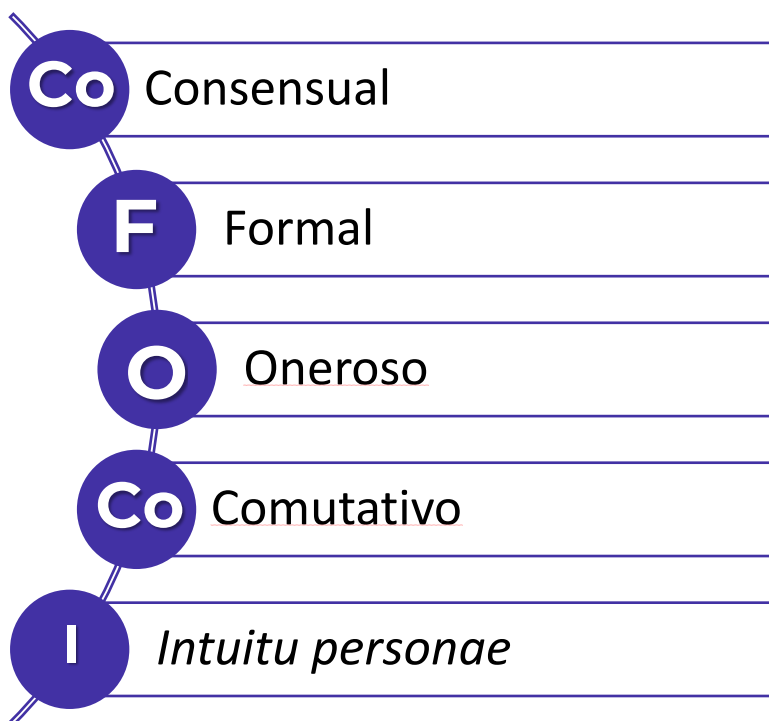 Co Consensual
F Formal
O Oneroso
Co Comutativo
I Intuitu personae